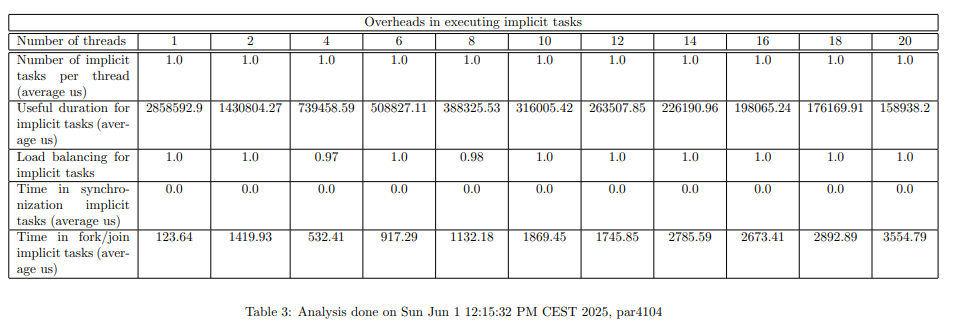 Overheads in executing implicit tasks
Number of threads 1 2 4 6 8 10 12 14 16 18 20
Number of implicit 1.0 1.0 1.0 1.0 1.0 1.0 1.0 1.0 1.0 1.0 1.0
tasks per thread
(average us)
Useful duration for 2858592.9 1430804.27 739458.59 508827.11 388325.53 316005.42 263507.85 226190.96 198065.24 176169.91 158938.2
implicit tasks (aver-
age us)
Load balancing for 1.0 1.0 0.97 1.0 0.98 1.0 1.0 1.0 1.0 1.0 1.0
implicit tasks
Time in synchro- 0.0 0.0 0.0 0.0 0.0 0.0 0.0 0.0 0.0 0.0 0.0
nization implicit
tasks (average us)
Time in fork/join 123.64 1419.93 532.41 917.29 1132.18 1869.45 1745.85 2785.59 2673.41 2892.89 3554.79
implicit tasks (aver-
age us)
Table 3: Analysis done on Sun Jun 1 12:15:32 PM CEST 2025, par4104